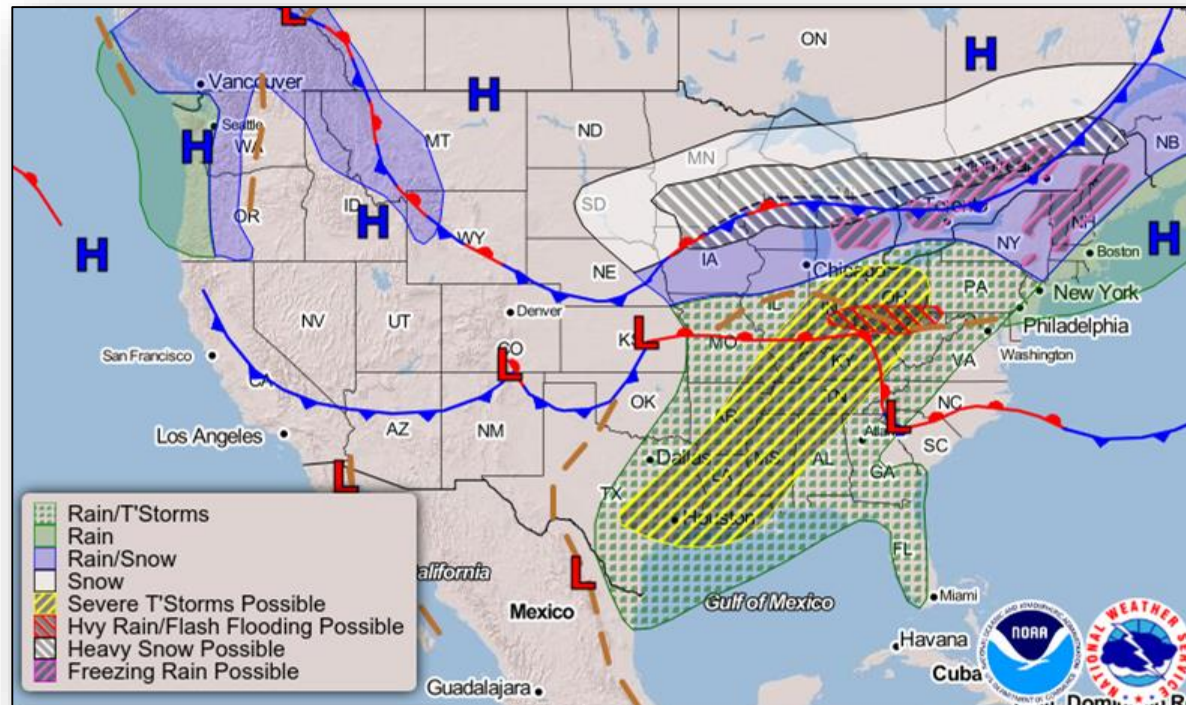 L
ON
H
H
Vancouver
Seattle
WA
H
MT
ND
MN
NB
SD
OR
ID
H
WY
Toronto
NH
NY
H
H
IA
Boston
NE
Chicago
PA
New York
NV
UT
Denver
IL
OH
Philadelphia
San Francisco
CO
L
KS
L
MO
KY
VA
Washington
CA
OK
TN
L
NC
Los Angeles
AZ
NM
AR
Atlanta
SC
Dallas
MS
AL
GA
L
TX
Houston
FL
L
Miami
Gulf of Mexico
Mexico
Havana
Cuba
Guadalajara
Rain/T'Storms
Rain
Rain/Snow
Snow
Severe T'Storms Possible
Hvy Rain/Flash Flooding Possible
Heavy Snow Possible
Freezing Rain Possible
NOAA
NATIONAL WEATHER SERVICE